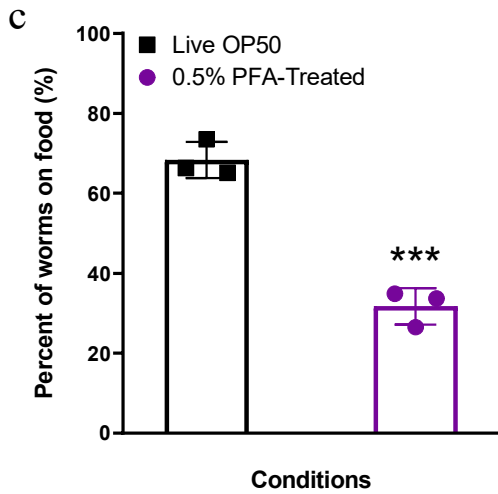 c
Live OP50
0.5% PFA-Treated
Percent of worms on food (%)
100
80
60
40
20
0
***
Conditions